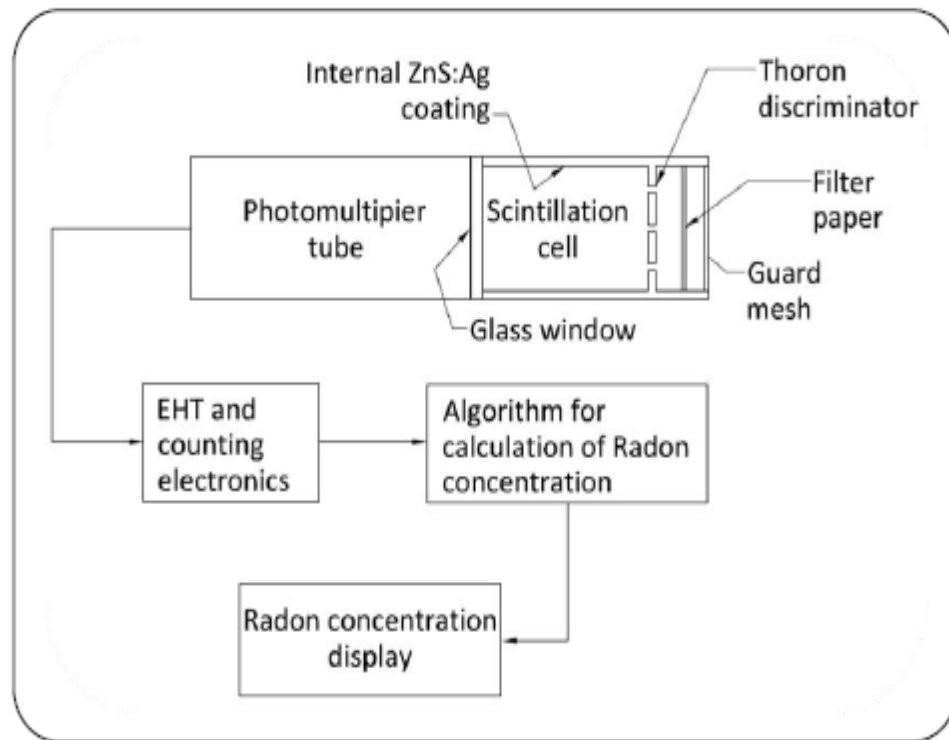 Internal ZnS:Ag
coating
Thoron
discriminator
Photomultipier
tube
Scintillation
cell
Filter
paper
Guard
mesh
Glass window
EHT and
counting
electronics
Algorithm for
calculation of Radon
concentration
Radon concentration
display